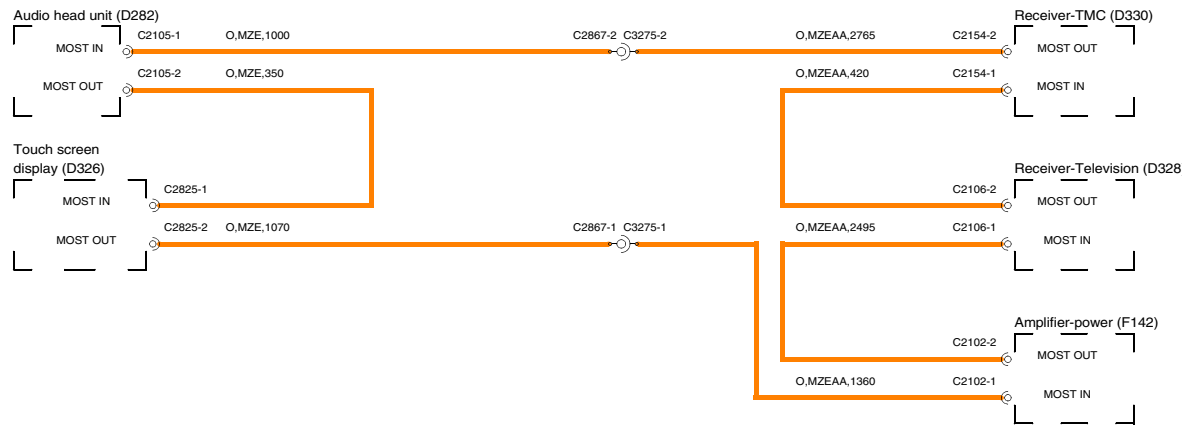 Audio head unit (D282)
Receiver-TMC (D330)
C2105-1
O,MZE,1000
C2867-2
C3275-2
O,MZEAA,2765
C2154-2
MOST IN
MOST OUT
C2105-2
O,MZE,350
O,MZEAA,420
C2154-1
MOST OUT
MOST IN
Touch screen
display (D326)
Receiver-Television (D328
C2825-1
C2106-2
MOST IN
MOST OUT
C2825-2
O,MZE,1070
C2867-1
C3275-1
O,MZEAA,2495
C2106-1
MOST OUT
MOST IN
Amplifier-power (F142)
C2102-2
MOST OUT
O,MZEAA,1360
C2102-1
MOST IN